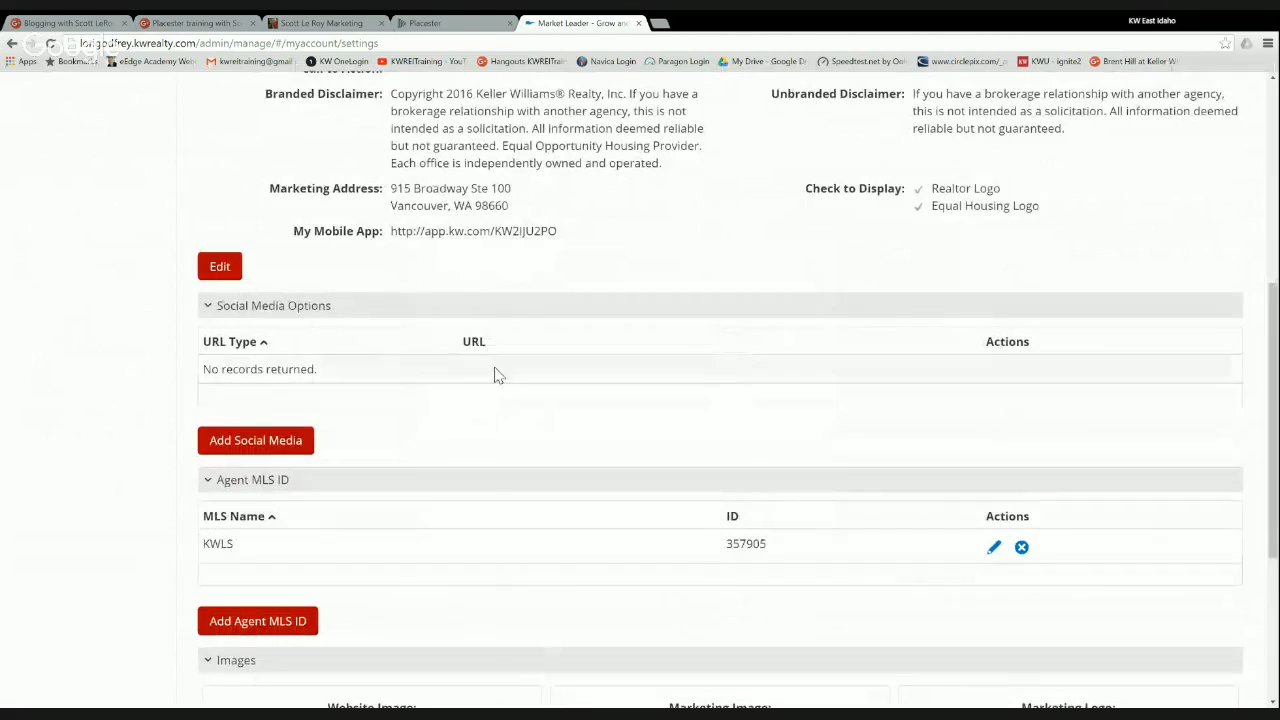 Blogging with Scott LeRo
Placester training with Sc
Scott Le Roy Marketing
Placester
Market Leader - Grow an
KW East Idaho
Google
.kwrealty.com/admin/manage/#/myaccount/settings
Apps
Bookmark
eEdge Academy Web
kwreitraining@gmail
KW OneLogin
KWREITraining - YouT
Hangouts KWREITrai
Navica Login
Paragon Login
My Drive - Google Dr
Speedtest.net by Ook
www.circlepix.com/_a
KWU - ignite2
Brent Hill at Keller Wil
Branded Disclaimer:
Copyright 2016 Keller Williams® Realty, Inc. If you have a
brokerage relationship with another agency, this is not
intended as a solicitation. All information deemed reliable
but not guaranteed. Equal Opportunity Housing Provider.
Each office is independently owned and operated.
Unbranded Disclaimer:
If you have a brokerage relationship with another agency,
this is not intended as a solicitation. All information deemed
reliable but not guaranteed.
Marketing Address:
915 Broadway Ste 100
Vancouver, WA 98660
Check to Display:
Realtor Logo
Equal Housing Logo
My Mobile App:
http://app.kw.com/KW2IJU2PO
Edit
Social Media Options
URL Type
URL
Actions
No records returned.
Add Social Media
Agent MLS ID
MLS Name
ID
Actions
KWLS
357905
Add Agent MLS ID
Images
Website Image:
Marketing Image:
Marketing Logo: